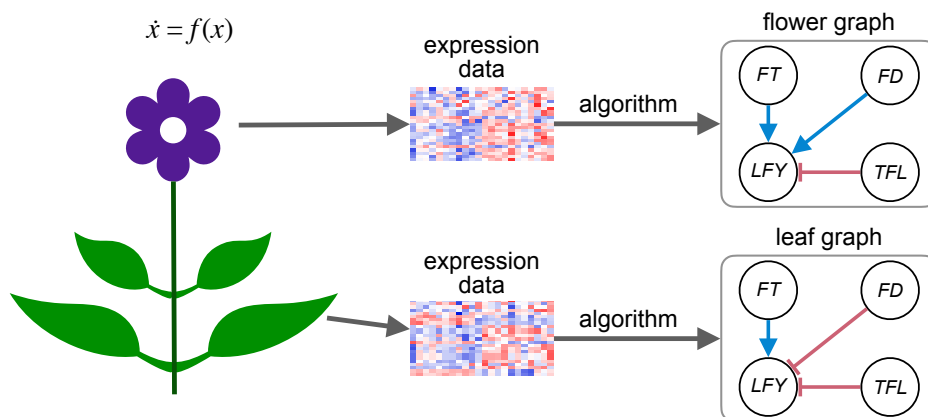 ẋ = f(x)
expression
data
algorithm
flower graph
FT
FD
LFY
TFL
expression
data
algorithm
leaf graph
FT
FD
LFY
TFL